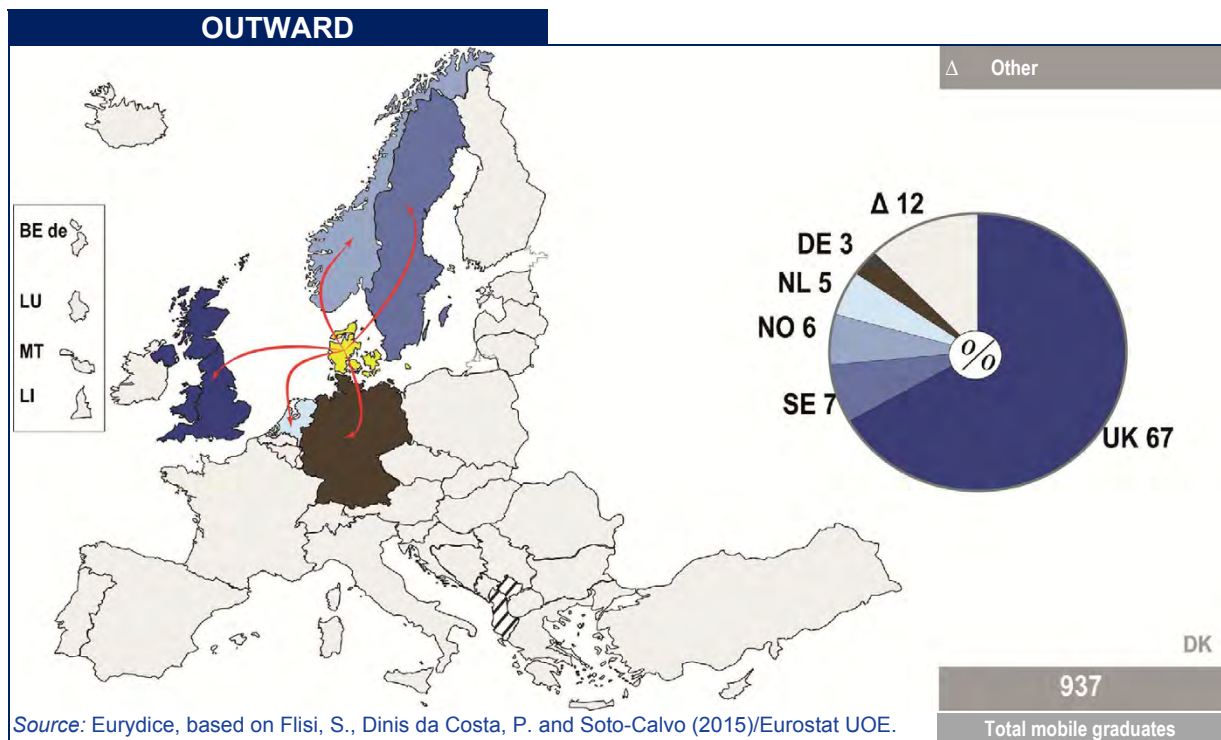 OUTWARD
Δ Other
BE de
LU
MT
LI
Δ 12
DE 3
NL 5
NO 6
SE 7
UK 67
%
DK
937
Total mobile graduates
Source: Eurydice, based on Flisi, S., Dinis da Costa, P. and Soto-Calvo (2015)/Eurostat UOE.